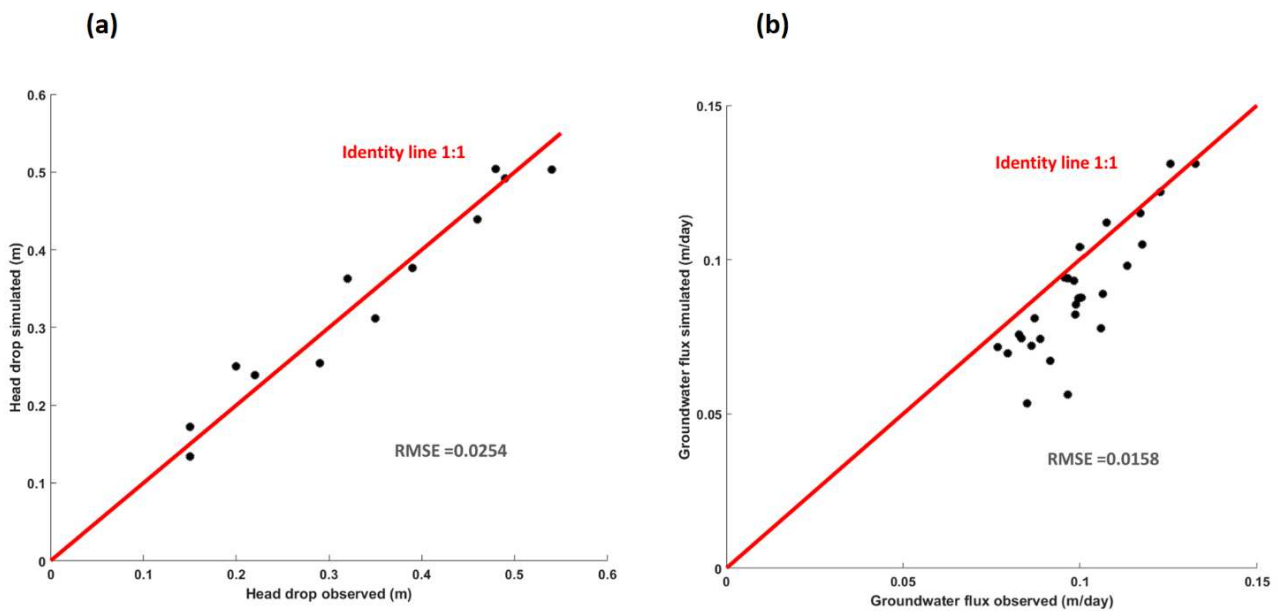 (a)
Head drop simulated (m)
0.6
0.5
0.4
0.3
0.2
0.1
0
Identity line 1:1
RMSE =0.0254
0
0.1
0.2
0.3
0.4
0.5
0.6
Head drop observed (m)
(b)
Groundwater flux simulated (m/day)
0.15
0.1
0.05
0
Identity line 1:1
RMSE =0.0158
0
0.05
0.1
0.15
Groundwater flux observed (m/day)